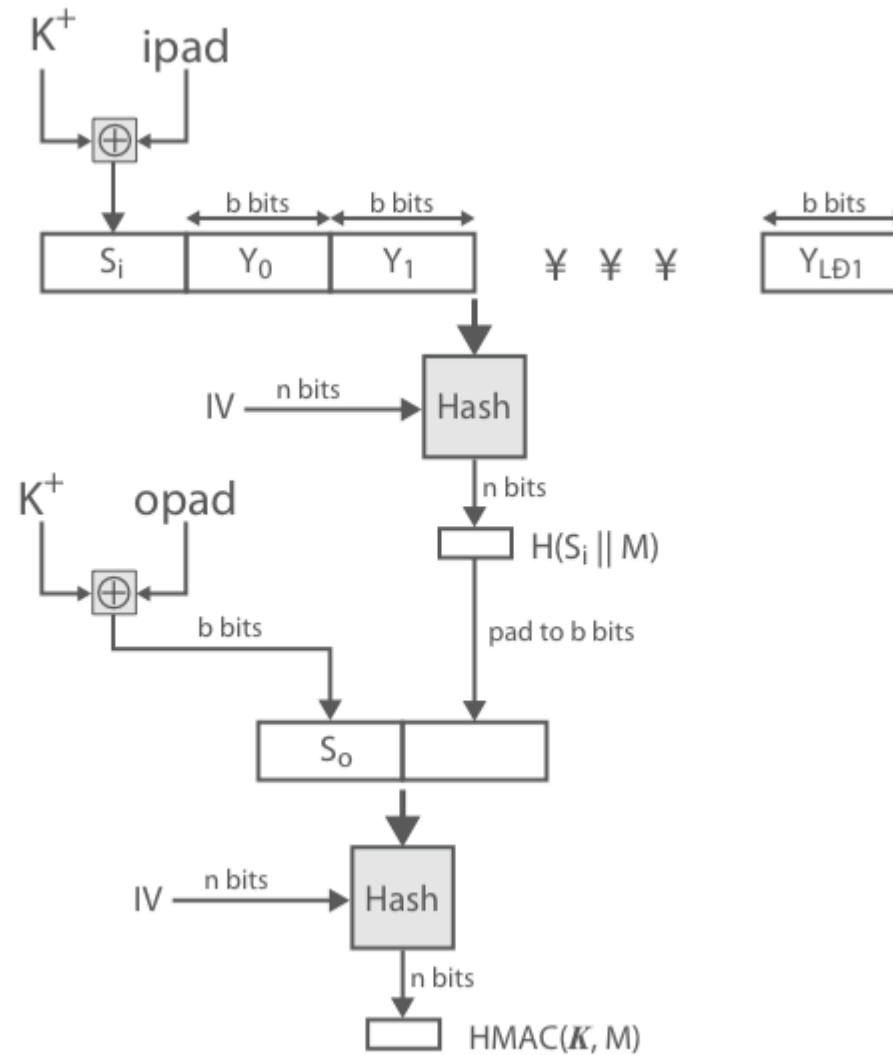 K+ ipad
⊕
b bits b bits b bits
Si Y0 Y1 ¥ ¥ ¥ YLÐ1
IV n bits Hash
n bits
K+ opad
H(Si || M)
⊕
b bits
pad to b bits
So
IV n bits Hash
n bits
HMAC(K, M)